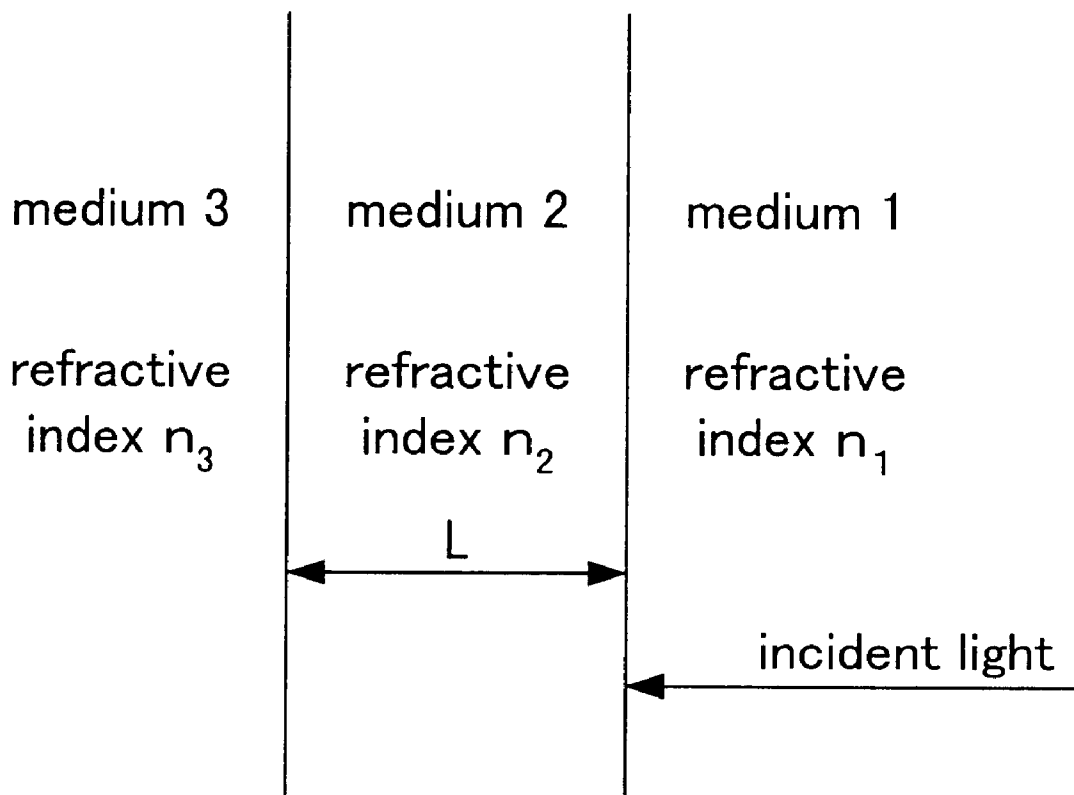 medium 3 medium 2 medium 1
refractive refractive refractive
index n₃ index n₂ index n₁
L
incident light